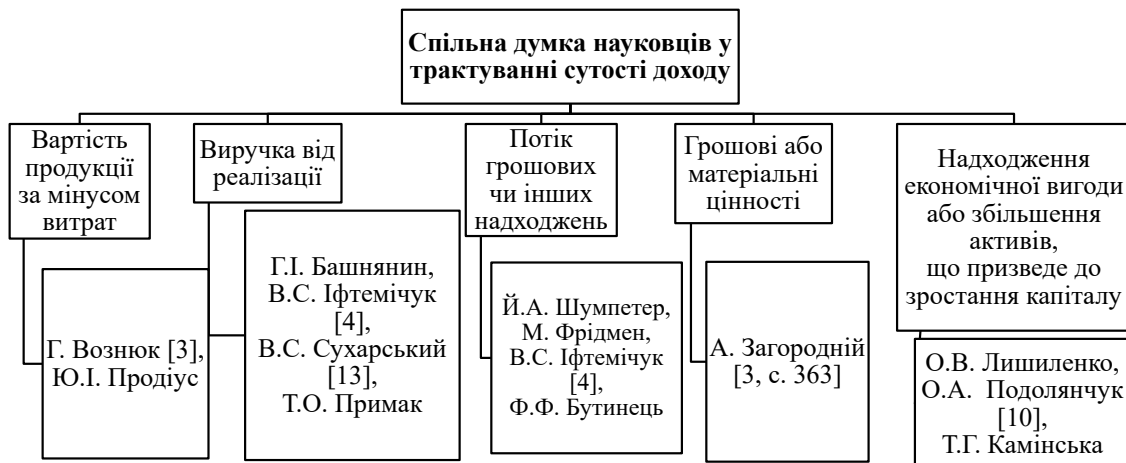 Спільна думка науковців у
трактуванні сутості доходу
Вартість
продукції
за мінусом
витрат
Г. Вознюк [3],
Ю.І. Продіус
Виручка від
реалізації
Г.І. Башнянин,
В.С. Іфтемічук
[4],
В.С. Сухарський
[13],
Т.О. Примак
Потік
грошових
чи інших
надходжень
Й.А. Шумпетер,
М. Фрідмен,
В.С. Іфтемічук
[4],
Ф.Ф. Бутинець
Грошові або
матеріальні
цінності
А. Загородній
[3, с. 363]
Надходження
економічної вигоди
або збільшення
активів,
що призведе до
зростання капіталу
О.В. Лишиленко,
О.А. Подолянчук
[10],
Т.Г. Камінська